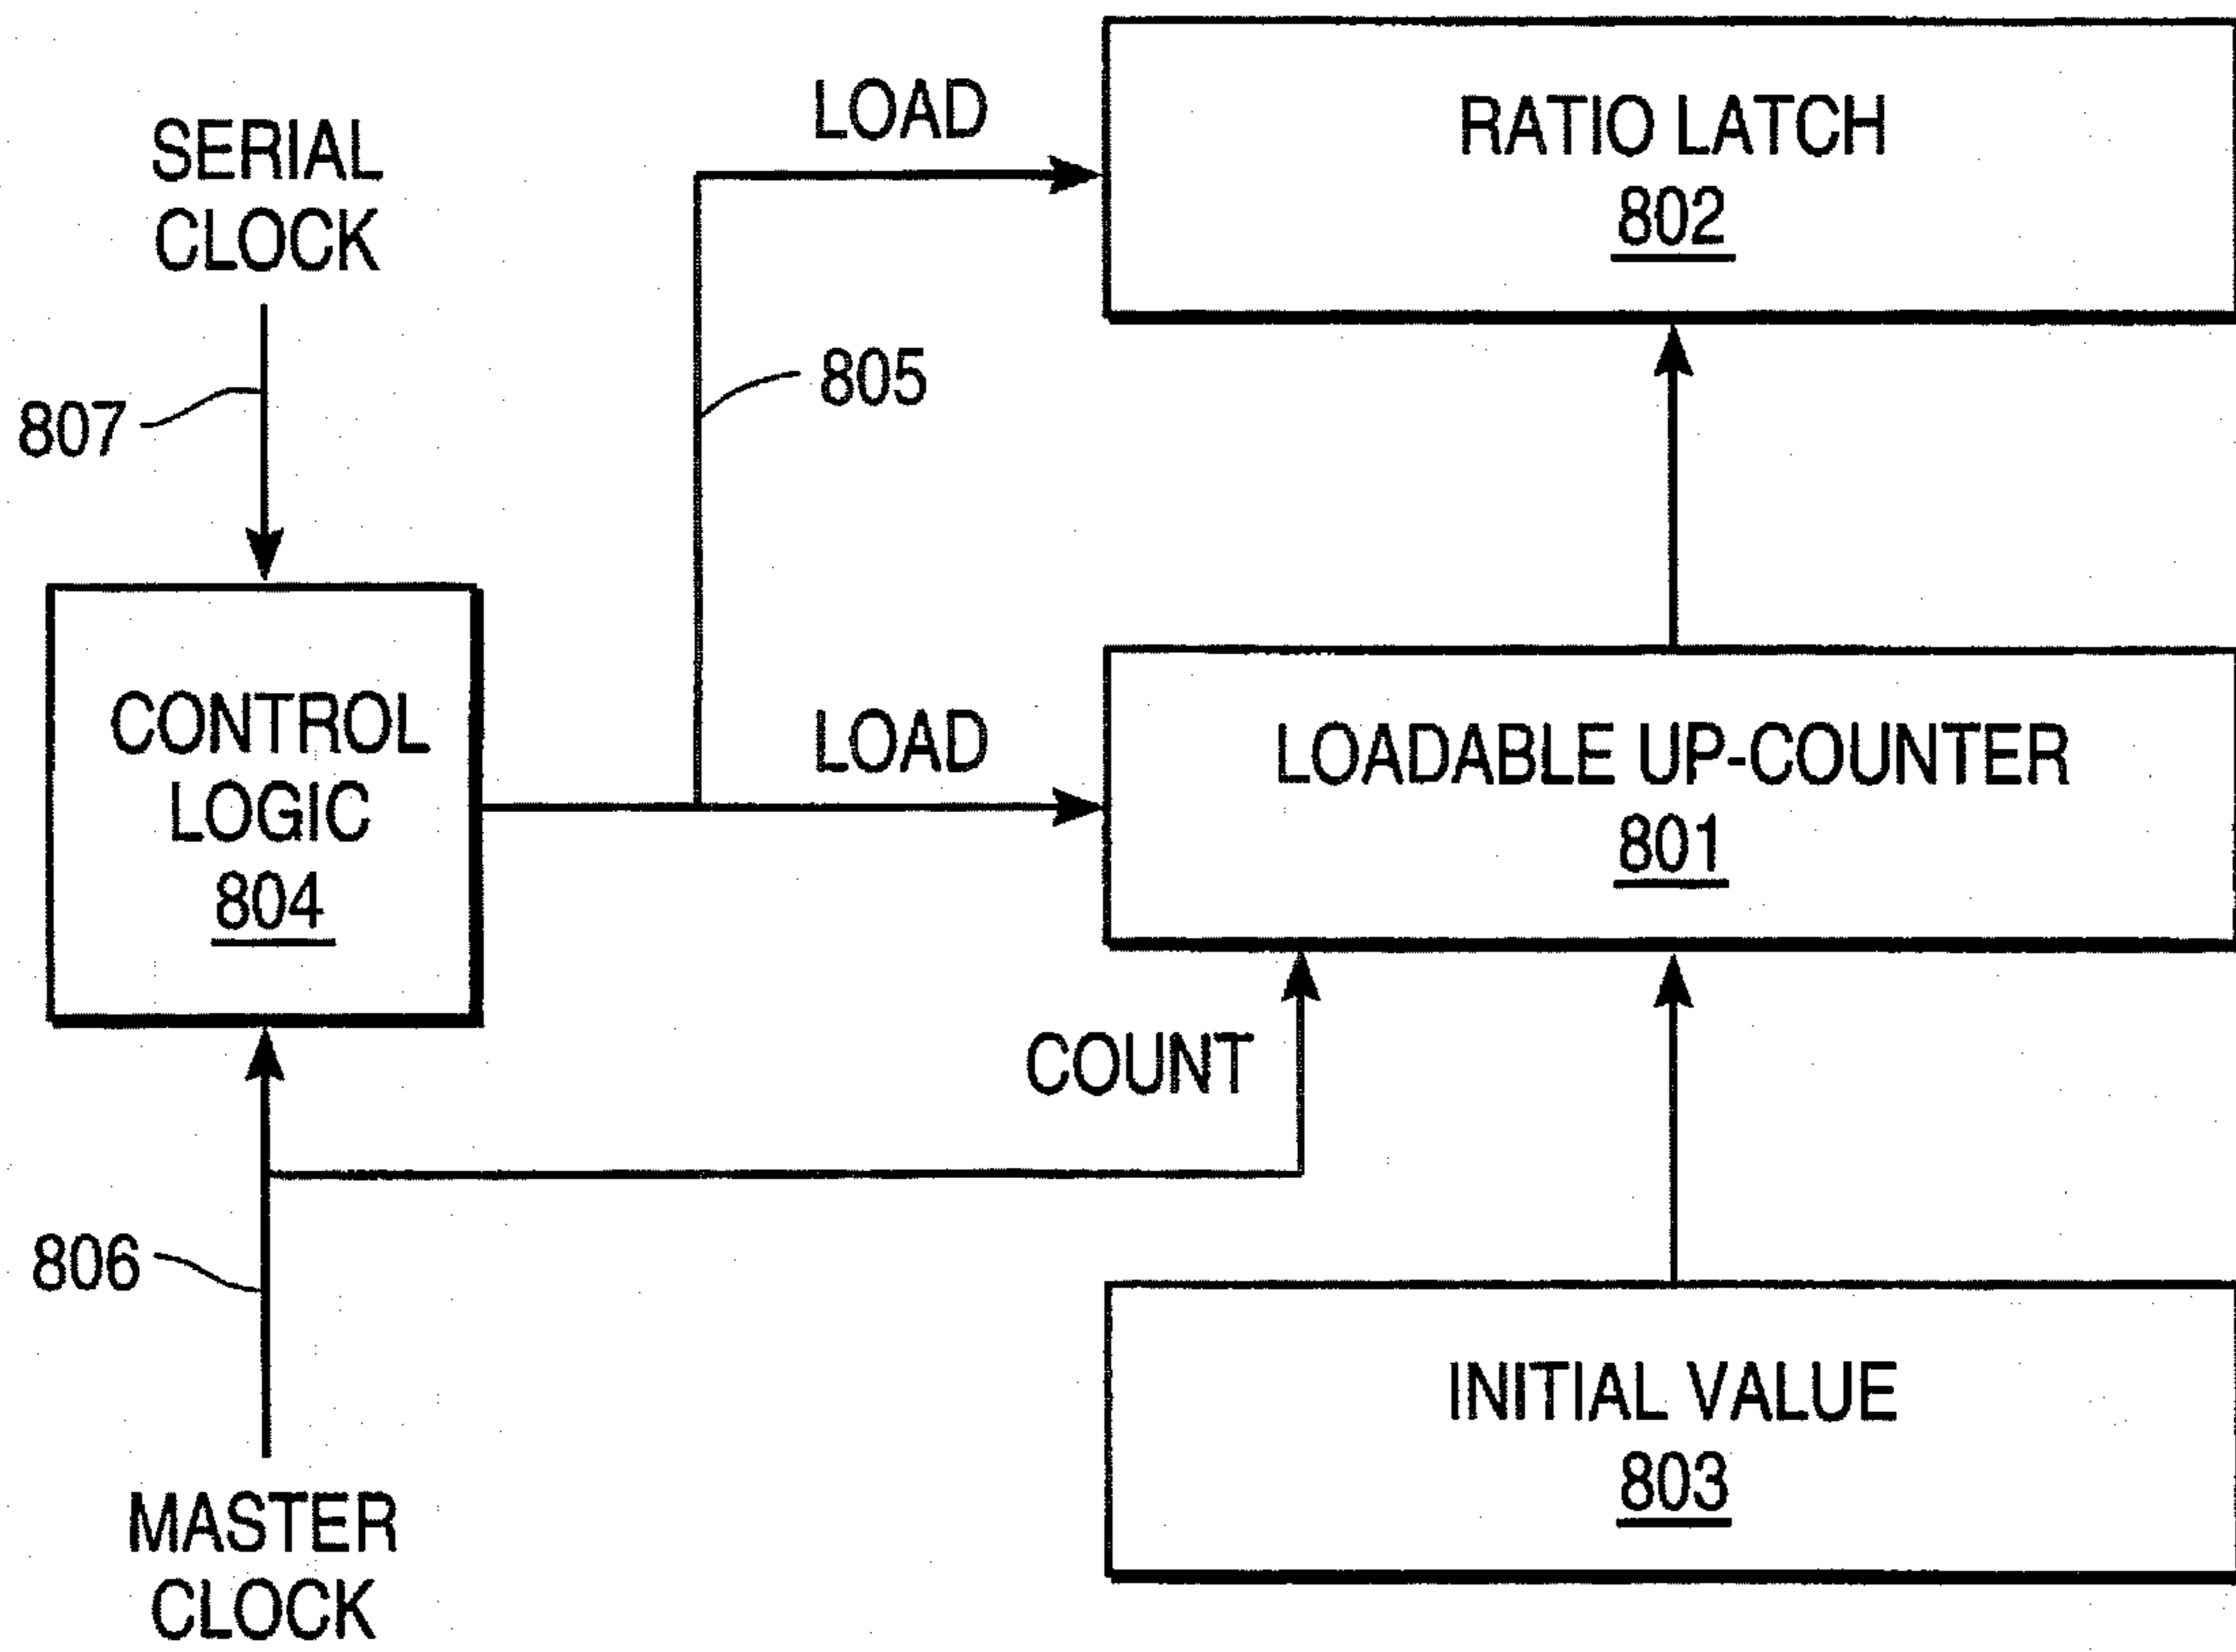 LOAD
RATIO LATCH
802
SERIAL
CLOCK
805
807
CONTROL
LOGIC
804
LOAD
LOADABLE UP-COUNTER
801
COUNT
806
INITIAL VALUE
803
MASTER
CLOCK